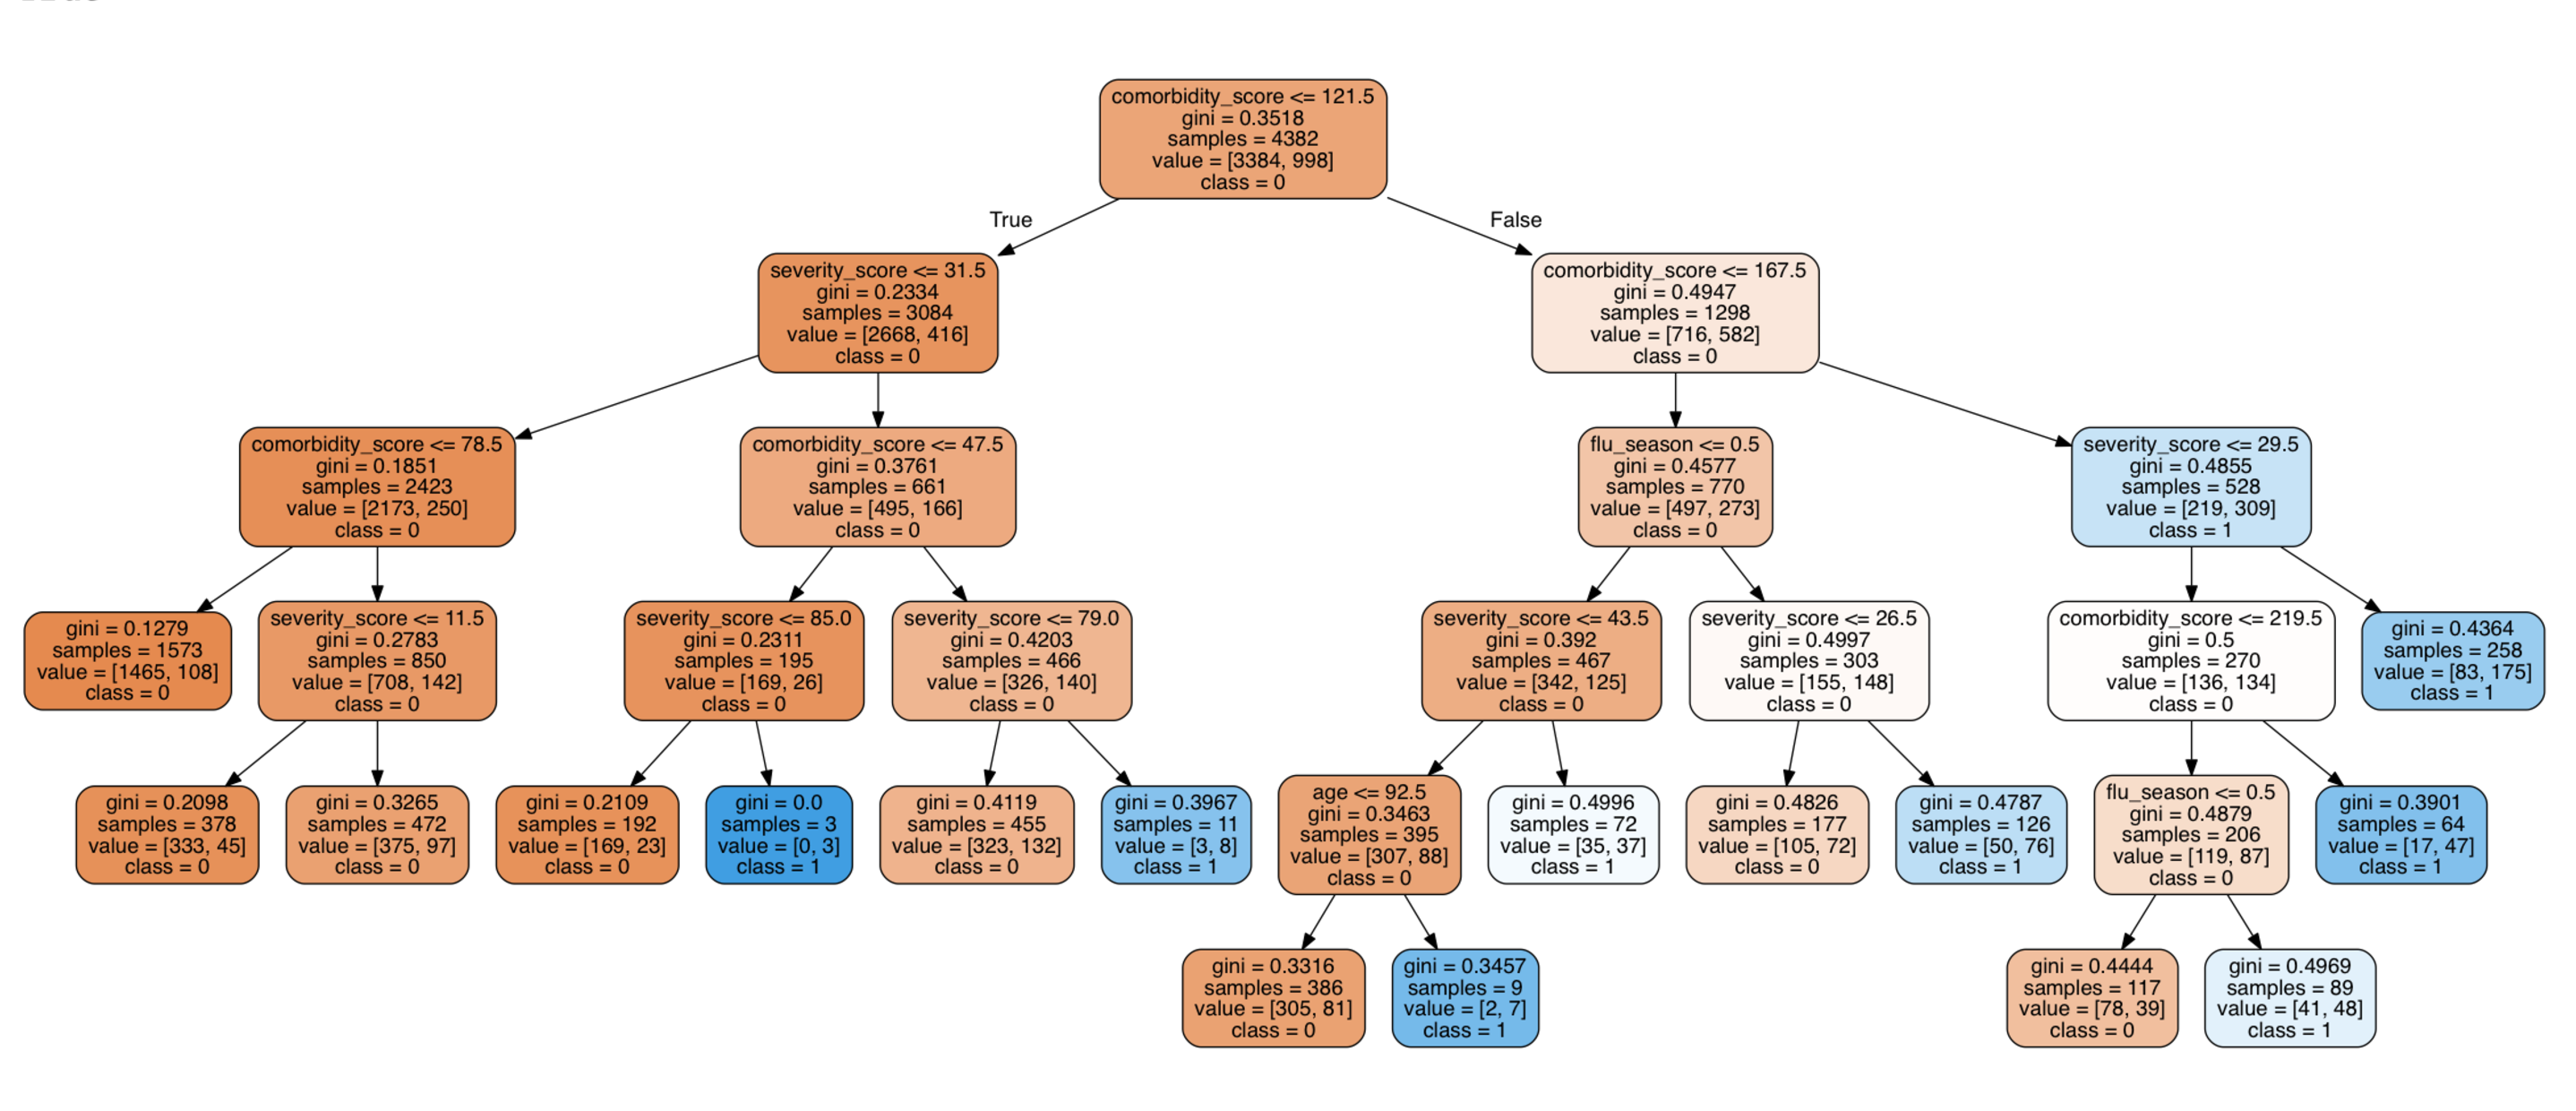 comorbidity_score <= 121.5
gini = 0.3518
samples = 4382
value = [3384, 998]
class = 0
True
False
severity_score <= 31.5
gini = 0.2334
samples = 3084
value = [2668, 416]
class = 0
comorbidity_score <= 167.5
gini = 0.4947
samples = 1298
value = [716, 582]
class = 0
comorbidity_score <= 78.5
gini = 0.1851
samples = 2423
value = [2173, 250]
class = 0
comorbidity_score <= 47.5
gini = 0.3761
samples = 661
value = [495, 166]
class = 0
flu_season <= 0.5
gini = 0.4577
samples = 770
value = [497, 273]
class = 0
severity_score <= 29.5
gini = 0.4855
samples = 528
value = [219, 309]
class = 1
gini = 0.1279
samples = 1573
value = [1465, 108]
class = 0
severity_score <= 11.5
gini = 0.2783
samples = 850
value = [708, 142]
class = 0
severity_score <= 85.0
gini = 0.2311
samples = 195
value = [169, 26]
class = 0
severity_score <= 79.0
gini = 0.4203
samples = 466
value = [326, 140]
class = 0
severity_score <= 43.5
gini = 0.392
samples = 467
value = [342, 125]
class = 0
severity_score <= 26.5
gini = 0.4997
samples = 303
value = [155, 148]
class = 0
comorbidity_score <= 219.5
gini = 0.5
samples = 270
value = [136, 134]
class = 0
gini = 0.4364
samples = 258
value = [83, 175]
class = 1
gini = 0.2098
samples = 378
value = [333, 45]
class = 0
gini = 0.3265
samples = 472
value = [375, 97]
class = 0
gini = 0.2109
samples = 192
value = [169, 23]
class = 0
gini = 0.0
samples = 3
value = [0, 3]
class = 1
gini = 0.4119
samples = 455
value = [323, 132]
class = 0
gini = 0.3967
samples = 11
value = [3, 8]
class = 1
age <= 92.5
gini = 0.3463
samples = 395
value = [307, 88]
class = 0
gini = 0.4996
samples = 72
value = [35, 37]
class = 1
gini = 0.4826
samples = 177
value = [105, 72]
class = 0
gini = 0.4787
samples = 126
value = [50, 76]
class = 1
flu_season <= 0.5
gini = 0.4879
samples = 206
value = [119, 87]
class = 0
gini = 0.3901
samples = 64
value = [17, 47]
class = 1
gini = 0.3316
samples = 386
value = [305, 81]
class = 0
gini = 0.3457
samples = 9
value = [2, 7]
class = 1
gini = 0.4444
samples = 117
value = [78, 39]
class = 0
gini = 0.4969
samples = 89
value = [41, 48]
class = 1